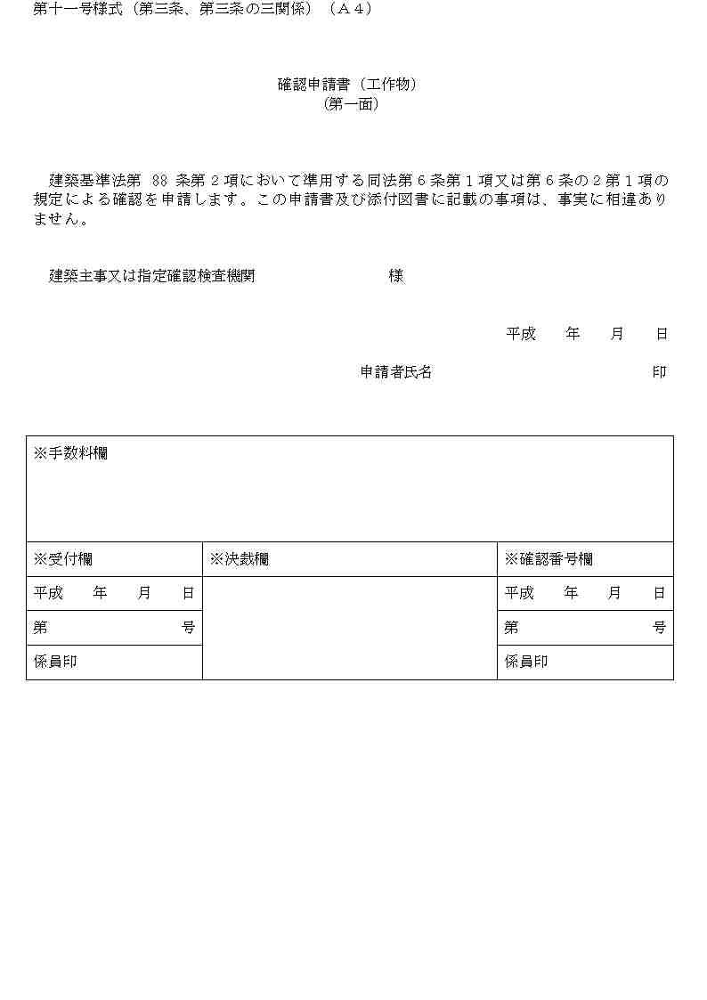 第十一号様式（第三条、第三条の三関係）（Ａ４）
確認申請書（工作物）
（第一面）
建築基準法第 88 条第２項において準用する同法第６条第１項又は第６条の２第１項の
規定による確認を申請します。この申請書及び添付図書に記載の事項は、事実に相違あり
ません。
建築主事又は指定確認検査機関　　　　　　　　　様
平成　　年　　月　　日
申請者氏名　　　　　　　　　　　　　　　印
※手数料欄
※受付欄　※決裁欄　※確認番号欄
平成　　年　　月　　日　平成　　年　　月　　日
第　　　　　　　　　号　第　　　　　　　　　号
係員印　係員印